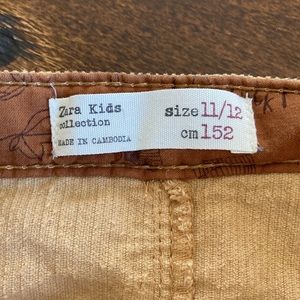 Zara Kids
collection
MADE IN CAMBODIA
size 11/12
cm 152